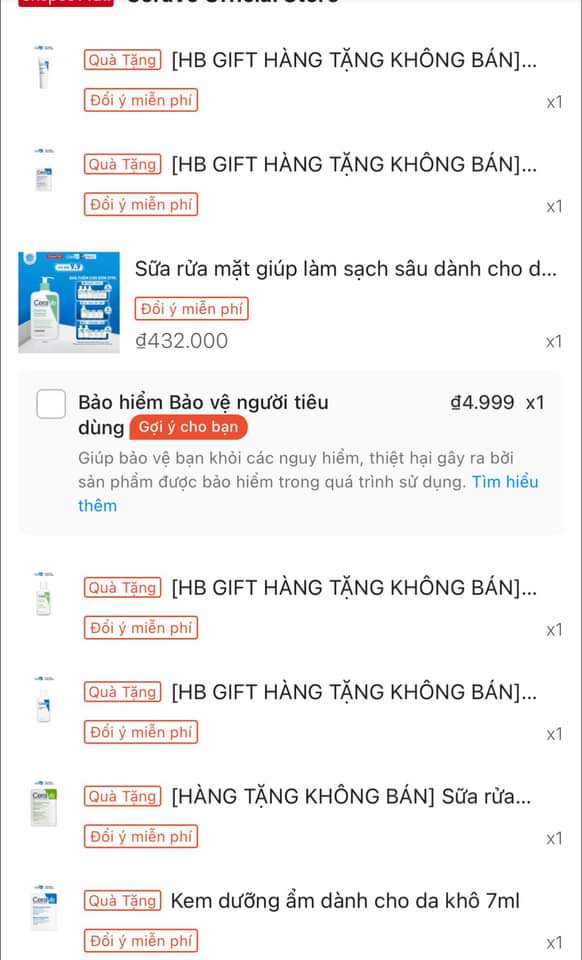 CeraVe Official Store
Quà Tặng [HB GIFT HÀNG TẶNG KHÔNG BÁN]...
Đổi ý miễn phí
x1
Quà Tặng [HB GIFT HÀNG TẶNG KHÔNG BÁN]...
Đổi ý miễn phí
x1
Sữa rửa mặt giúp làm sạch sâu dành cho d...
Đổi ý miễn phí
₫432.000 x1
Bảo hiểm Bảo vệ người tiêu ₫4.999 x1
dùng Gợi ý cho bạn
Giúp bảo vệ bạn khỏi các nguy hiểm, thiệt hại gây ra bởi
sản phẩm được bảo hiểm trong quá trình sử dụng. Tìm hiểu
thêm
Quà Tặng [HB GIFT HÀNG TẶNG KHÔNG BÁN]...
Đổi ý miễn phí
x1
Quà Tặng [HB GIFT HÀNG TẶNG KHÔNG BÁN]...
Đổi ý miễn phí
x1
Quà Tặng [HÀNG TẶNG KHÔNG BÁN] Sữa rửa...
Đổi ý miễn phí
x1
Quà Tặng Kem dưỡng ẩm dành cho da khô 7ml
Đổi ý miễn phí
x1